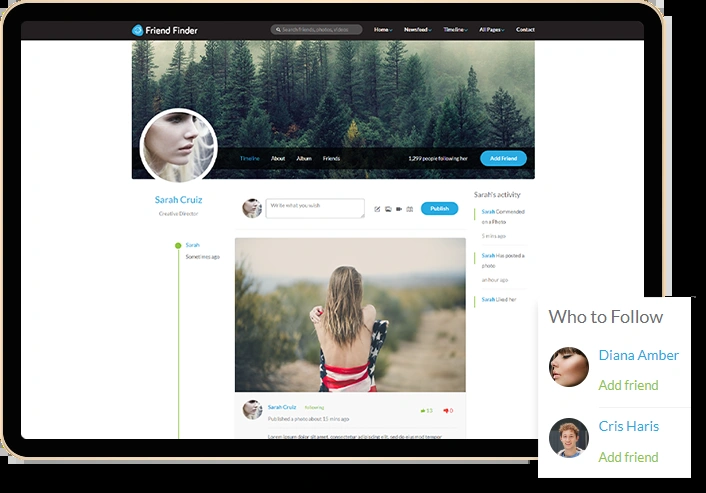 Friend Finder
Search friends, photos, videos
Home Newsfeed Timeline All Pages Contact
Timeline About Album Friends
1,299 people following her
Add Friend
Sarah Cruiz
Creative Director
Write what you wish
Publish
Sarah's activity
Sarah Commended
on a Photo
5 mins ago
Sarah Has posted a
photo
an hour ago
Sarah Liked her
Sarah
Sometimes ago
Sarah Cruiz following
13 0
Published a photo about 15 mins ago
Lorem ipsum dolor sit amet, consectetur adipiscing elit, sed do eiusmod tempor
Who to Follow
Diana Amber
Add friend
Cris Haris
Add friend